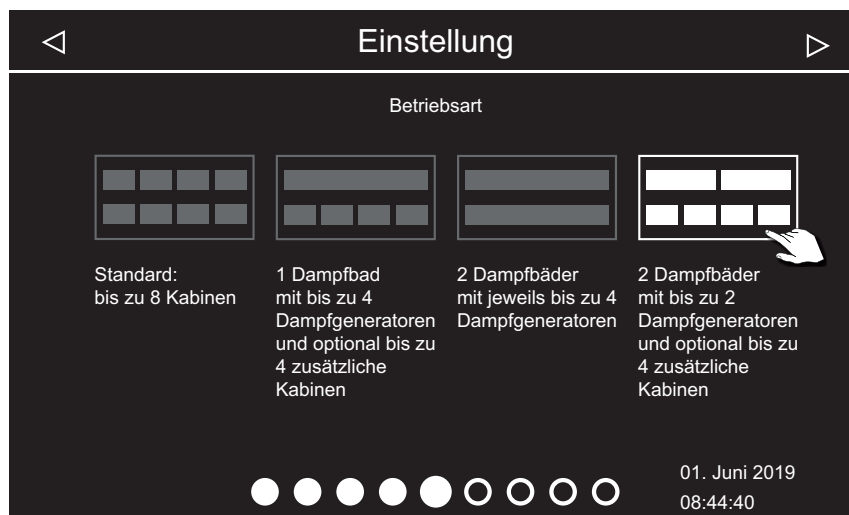 Einstellung
Betriebsart
Standard:
bis zu 8 Kabinen
1 Dampfbad
mit bis zu 4
Dampfgeneratoren
und optional bis zu
4 zusätzliche
Kabinen
2 Dampfbäder
mit jeweils bis zu 4
Dampfgeneratoren
2 Dampfbäder
mit bis zu 2
Dampfgeneratoren
und optional bis zu
4 zusätzliche
Kabinen
01. Juni 2019
08:44:40